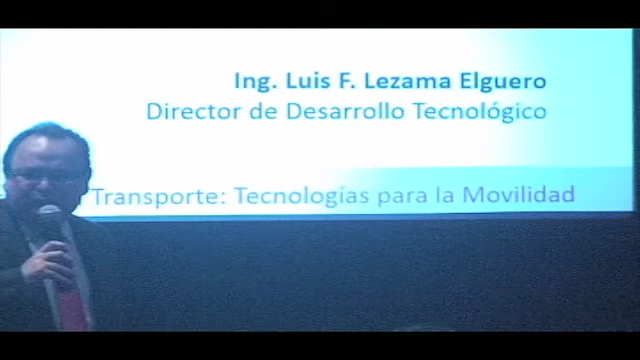 Ing. Luis F. Lezama Elguero
Director de Desarrollo Tecnológico
Transporte: Tecnologías para la Movilidad